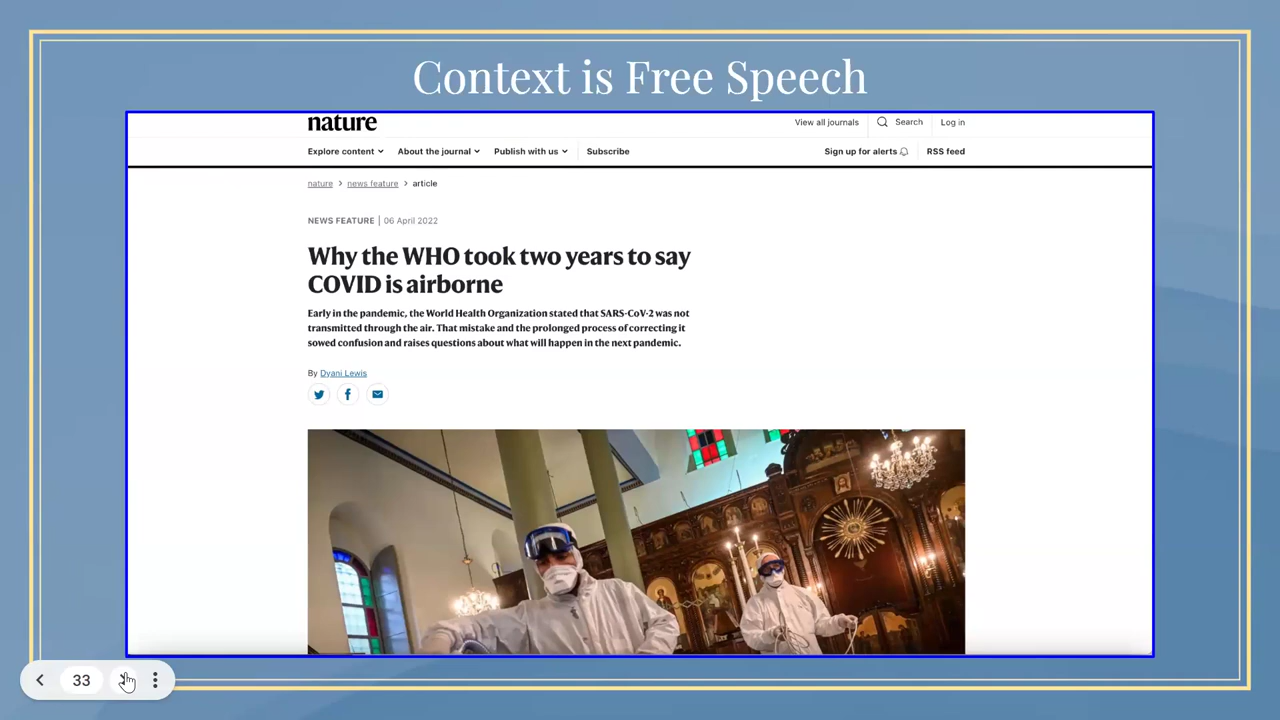 Context is Free Speech
nature
View all journals Search Log in
Explore content About the journal Publish with us Subscribe
Sign up for alerts RSS feed
nature > news feature > article
NEWS FEATURE | 06 April 2022
Why the WHO took two years to say
COVID is airborne
Early in the pandemic, the World Health Organization stated that SARS-CoV-2 was not
transmitted through the air. That mistake and the prolonged process of correcting it
sowed confusion and raises questions about what will happen in the next pandemic.
By Dyani Lewis
33